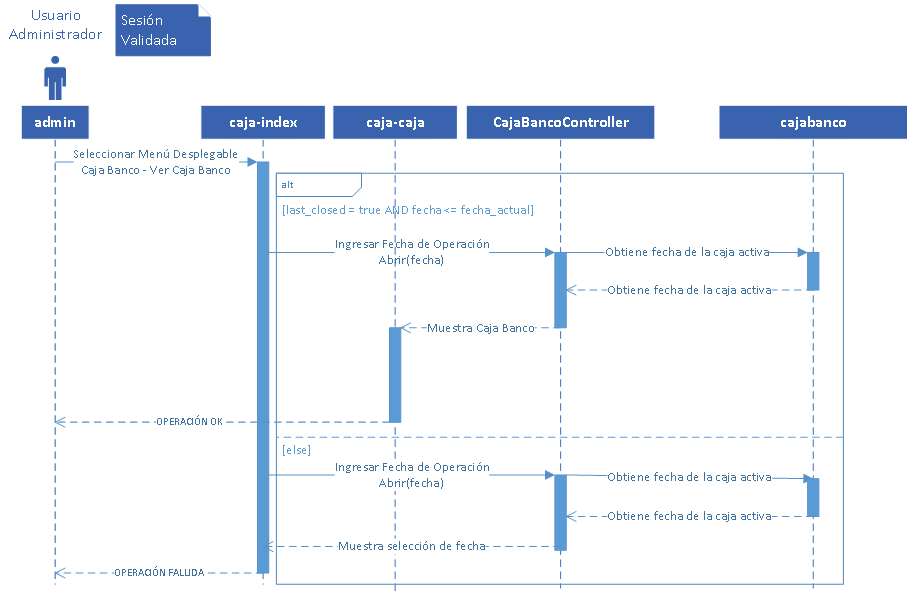 Usuario
Administrador
Sesión
Validada
admin
caja-index
caja-caja
CajaBancoController
cajabanco
Seleccionar Menú Desplegable
Caja Banco - Ver Caja Banco
alt
[last_closed = true AND fecha<= fecha_actual]
Ingresar Fecha de Operación
Abrir(fecha)
Obtiene fecha de la caja activa
Obtiene fecha de la caja activa
Muestra Caja Banco
OPERACIÓN OK
[else]
Ingresar Fecha de Operación
Abrir(fecha)
Obtiene fecha de la caja activa
Obtiene fecha de la caja activa
Muestra selección de fecha
OPERACIÓN FALLIDA